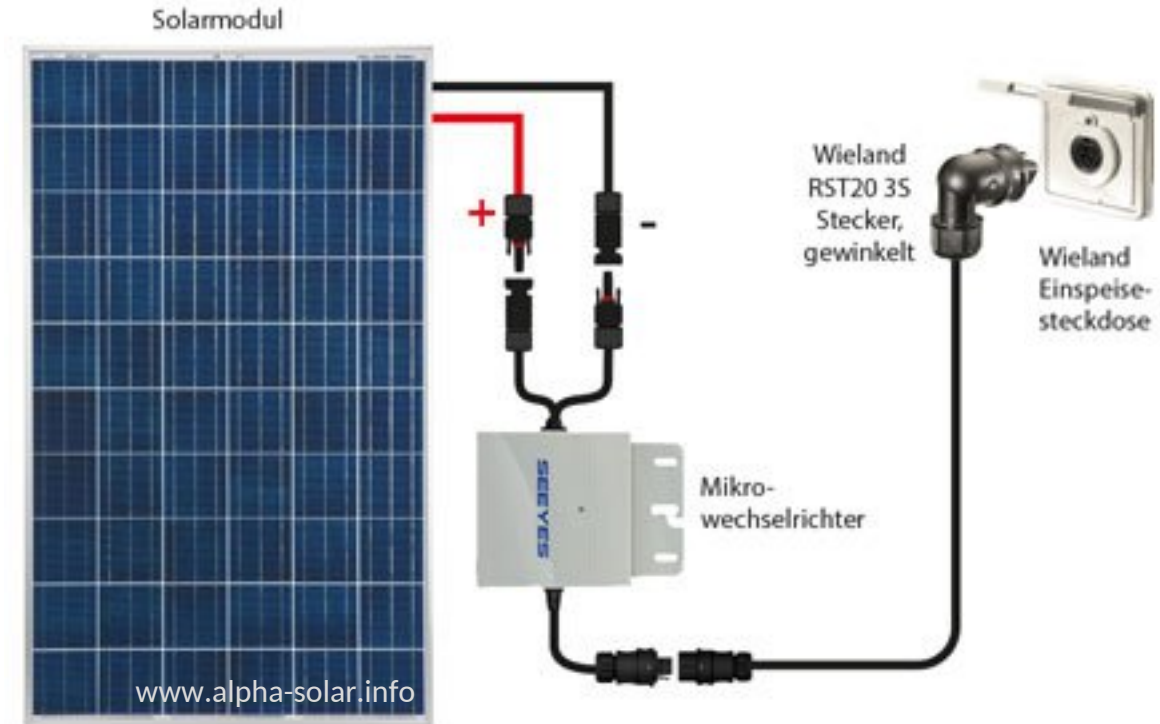 Solarmodul
+
-
Wieland
RST20 3S
Stecker,
gewinkelt
Wieland
Einspeise-
steckdose
SEEYES
Mikro-
wechselrichter
www.alpha-solar.info